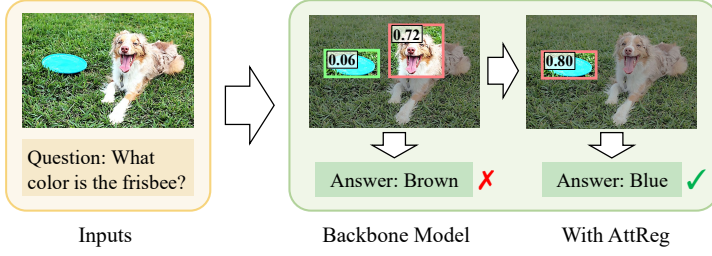 Question: What
color is the frisbee?
Inputs
0.06
0.72
Answer: Brown ✗
Backbone Model
0.80
Answer: Blue ✓
With AttReg